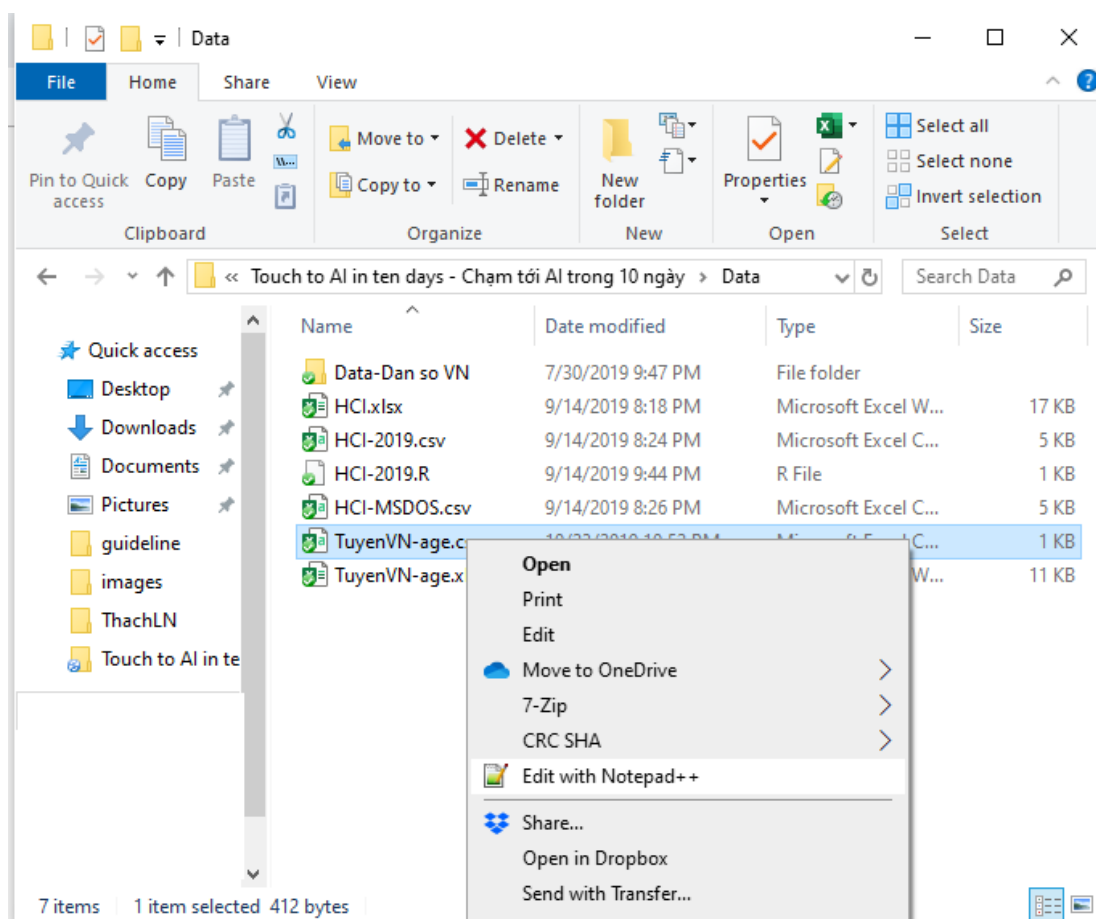 Data
File Home Share View
Pin to Quick access
Copy
Paste
Move to
Copy to
Delete
Rename
New folder
Properties
Select all
Select none
Invert selection
Clipboard Organize New Open Select
« Touch to AI in ten days - Chạm tới AI trong 10 ngày > Data
Search Data
Name Date modified Type Size
Quick access
Desktop
Downloads
Documents
Pictures
guideline
images
ThachLN
Touch to AI in te
Data-Dan so VN 7/30/2019 9:47 PM File folder
HCI.xlsx 9/14/2019 8:18 PM Microsoft Excel W... 17 KB
HCI-2019.csv 9/14/2019 8:24 PM Microsoft Excel C... 5 KB
HCI-2019.R 9/14/2019 9:44 PM R File 1 KB
HCI-MSDOS.csv 9/14/2019 8:26 PM Microsoft Excel C... 5 KB
TuyenVN-age.c 1 KB
TuyenVN-age.x W... 11 KB
Open
Print
Edit
Move to OneDrive
7-Zip
CRC SHA
Edit with Notepad++
Share...
Open in Dropbox
Send with Transfer...
7 items 1 item selected 412 bytes